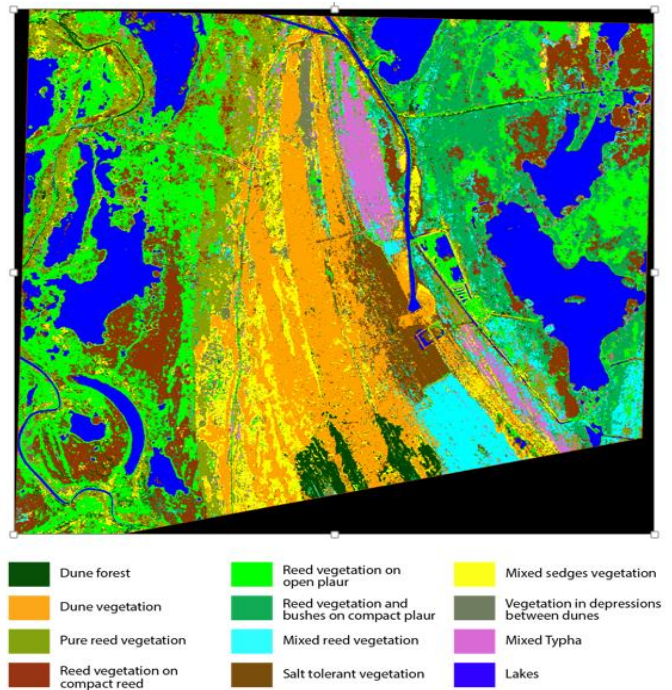 Dune forest
Dune vegetation
Pure reed vegetation
Reed vegetation on
compact reed
Reed vegetation on
open plaur
Reed vegetation and
bushes on compact plaur
Mixed reed vegetation
Salt tolerant vegetation
Mixed sedges vegetation
Vegetation in depressions
between dunes
Mixed Typha
Lakes